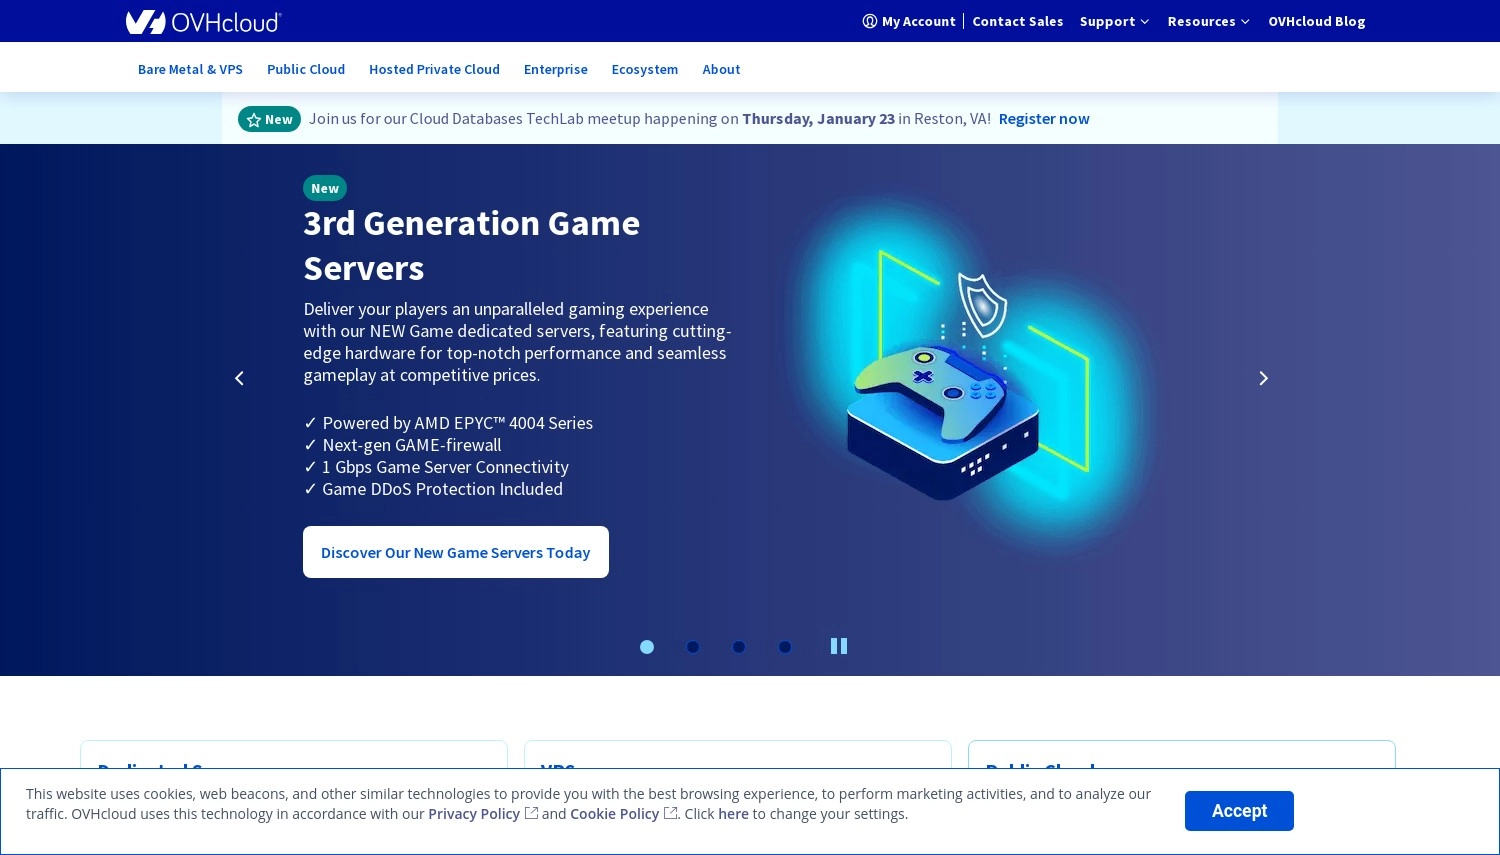 OVHcloud
My Account
Contact Sales
Support
Resources
OVHcloud Blog
Bare Metal & VPS
Public Cloud
Hosted Private Cloud
Enterprise
Ecosystem
About
New Join us for our Cloud Databases TechLab meetup happening on Thursday, January 23 in Reston, VA! Register now
New
3rd Generation Game
Servers
Deliver your players an unparalleled gaming experience
with our NEW Game dedicated servers, featuring cutting-
edge hardware for top-notch performance and seamless
gameplay at competitive prices.
✓ Powered by AMD EPYC™ 4004 Series
✓ Next-gen GAME-firewall
✓ 1 Gbps Game Server Connectivity
✓ Game DDoS Protection Included
Discover Our New Game Servers Today
VPS
Public Cloud
This website uses cookies, web beacons, and other similar technologies to provide you with the best browsing experience, to perform marketing activities, and to analyze our
traffic. OVHcloud uses this technology in accordance with our Privacy Policy and Cookie Policy. Click here to change your settings.
Accept